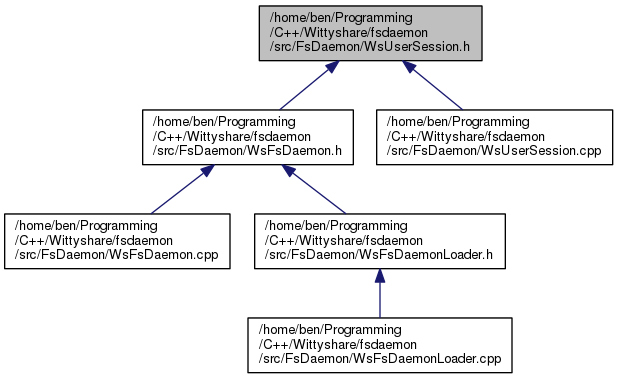 /home/ben/Programming
/C++/Wittyshare/fsdaemon
/src/FsDaemon/WsUserSession.h
/home/ben/Programming
/C++/Wittyshare/fsdaemon
/src/FsDaemon/WsFsDaemon.h
/home/ben/Programming
/C++/Wittyshare/fsdaemon
/src/FsDaemon/WsUserSession.cpp
/home/ben/Programming
/C++/Wittyshare/fsdaemon
/src/FsDaemon/WsFsDaemon.cpp
/home/ben/Programming
/C++/Wittyshare/fsdaemon
/src/FsDaemon/WsFsDaemonLoader.h
/home/ben/Programming
/C++/Wittyshare/fsdaemon
/src/FsDaemon/WsFsDaemonLoader.cpp